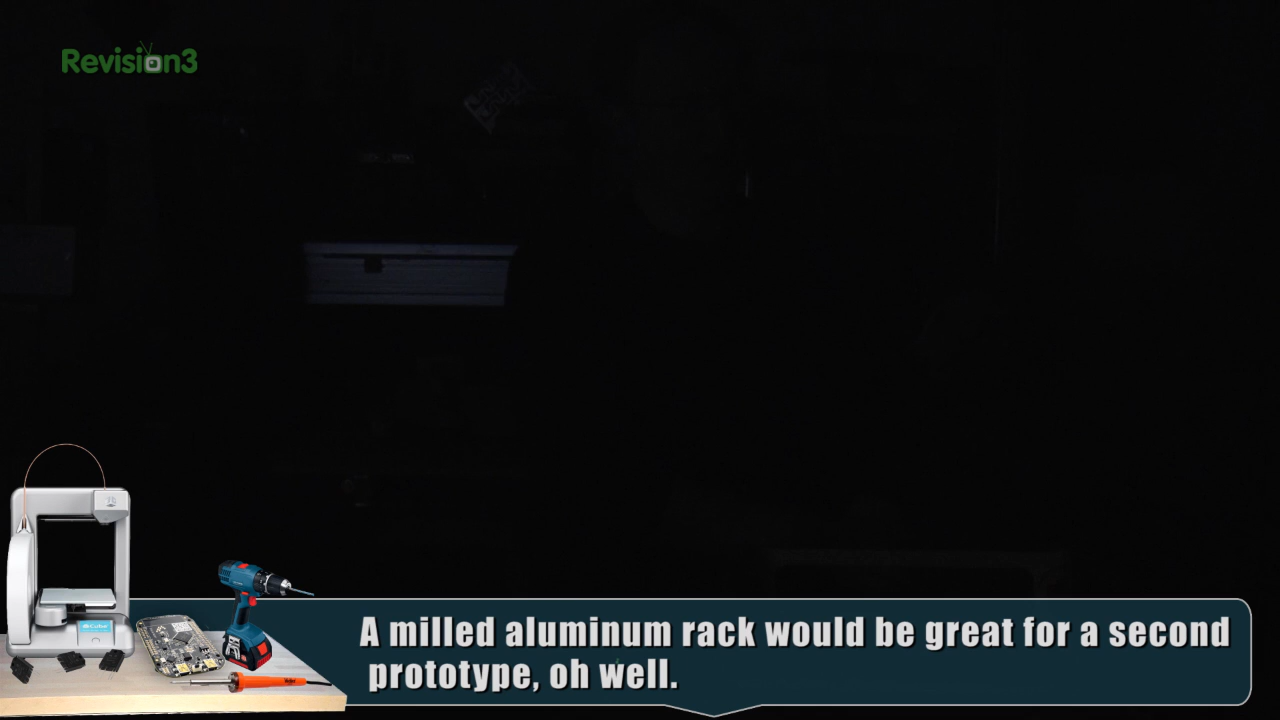 Revision3
A milled aluminum rack would be great for a second
prototype, oh well.